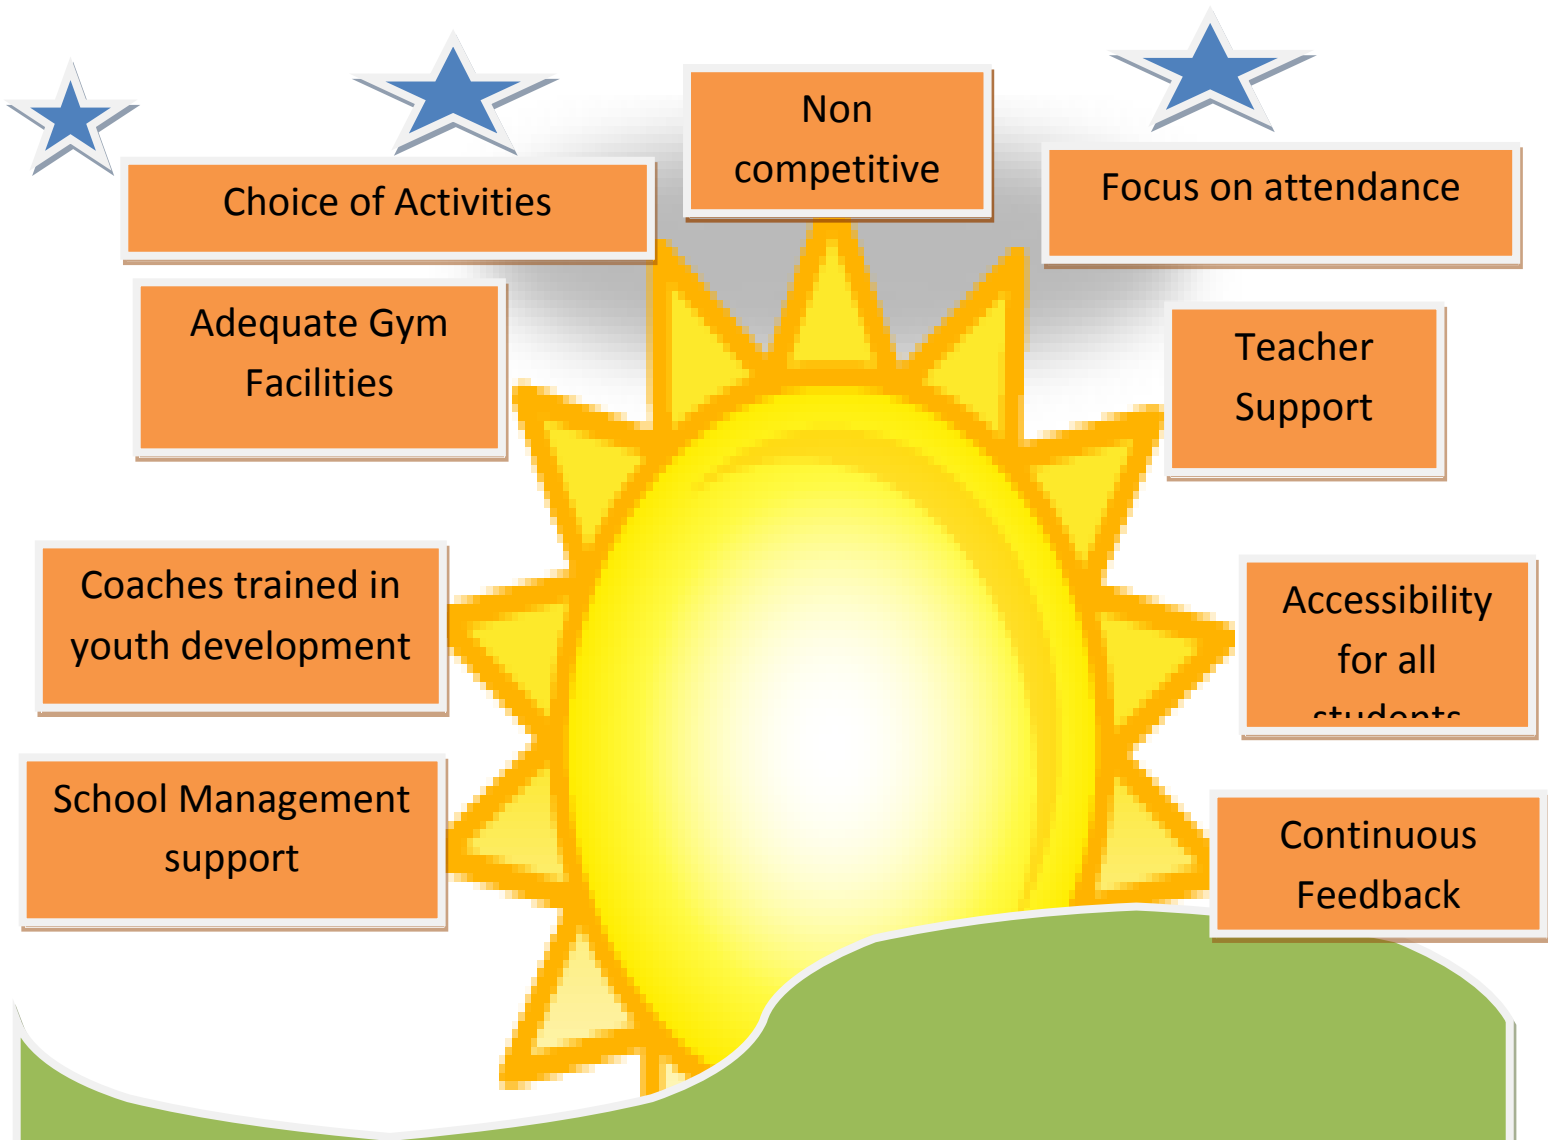 Non
competitive
Choice of Activities
Focus on attendance
Adequate Gym
Facilities
Teacher
Support
Coaches trained in
youth development
Accessibility
for all
students
School Management
support
Continuous
Feedback